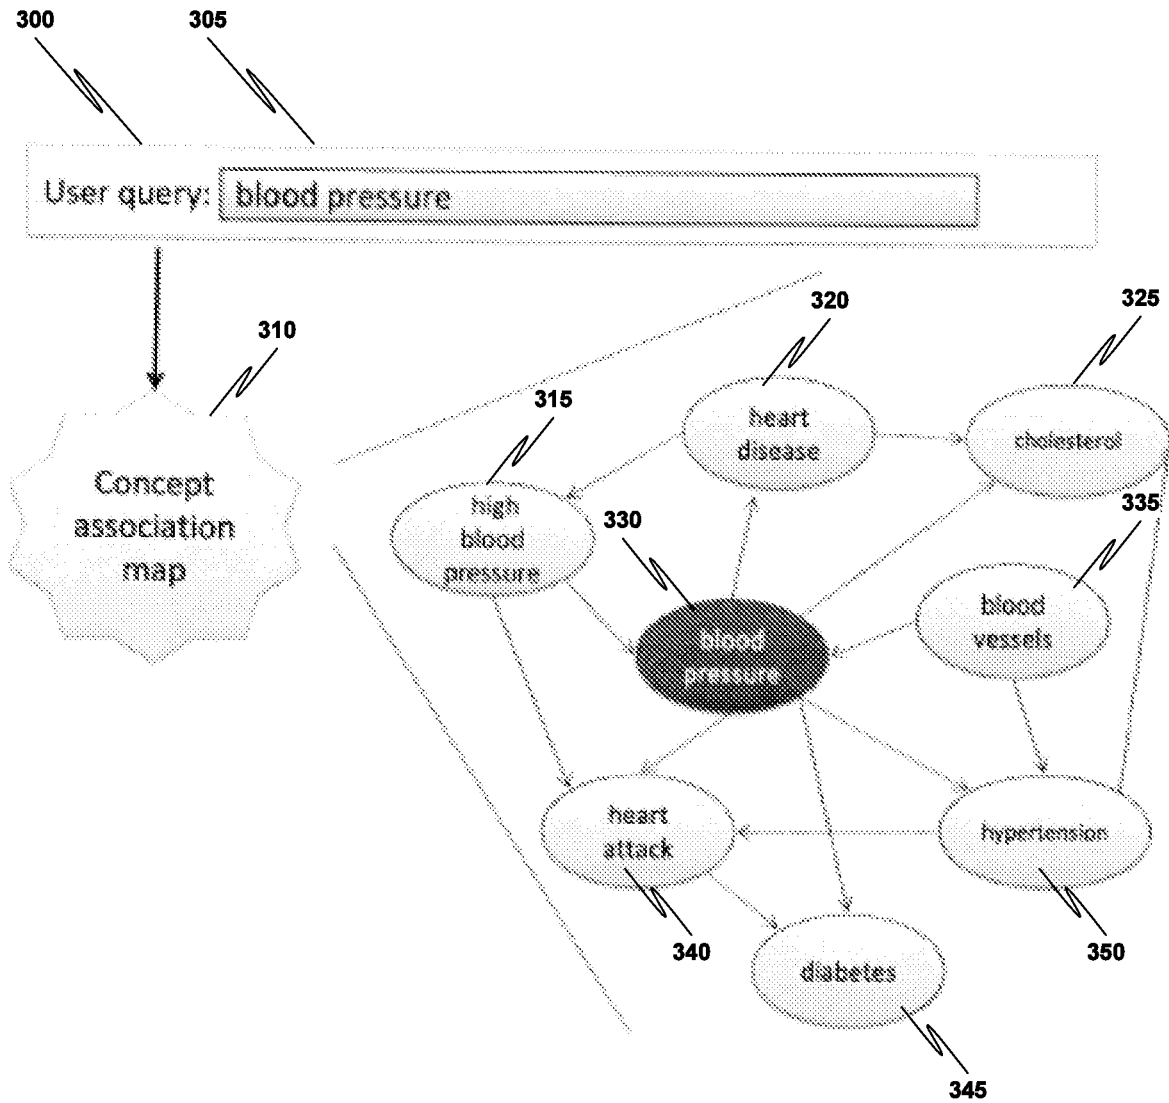 300
305
User query: blood pressure
310
320
325
315
heart
disease
cholesterol
Concept
association
map
high
blood
pressure
330
335
blood
vessels
blood
pressure
heart
attack
hypertension
340
350
diabetes
345